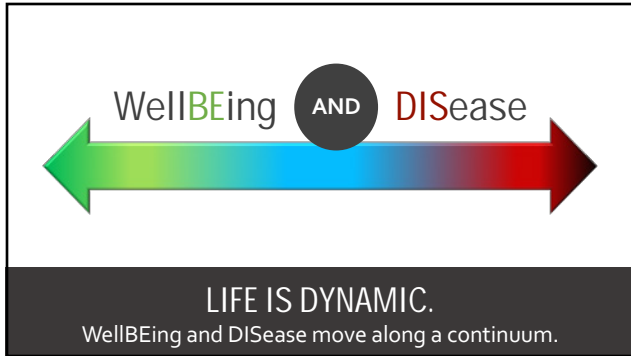 WellBEing AND DISease
LIFE IS DYNAMIC.
WellBEing and DISease move along a continuum.